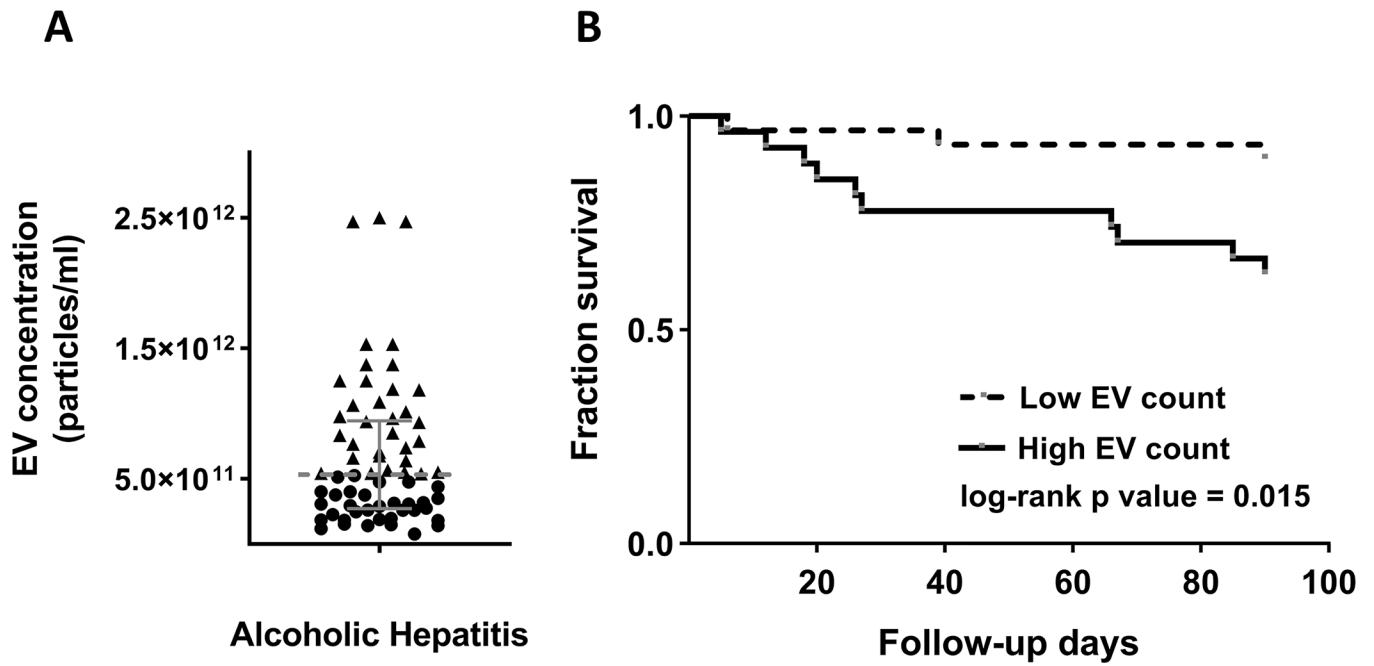 A
EV concentration
(particles/ml)
2.5×10¹²
1.5×10¹²
5.0×10¹¹
Alcoholic Hepatitis
B
Fraction survival
1.0
0.5
0.0
20 40 60 80 100
Follow-up days
Low EV count
High EV count
log-rank p value = 0.015